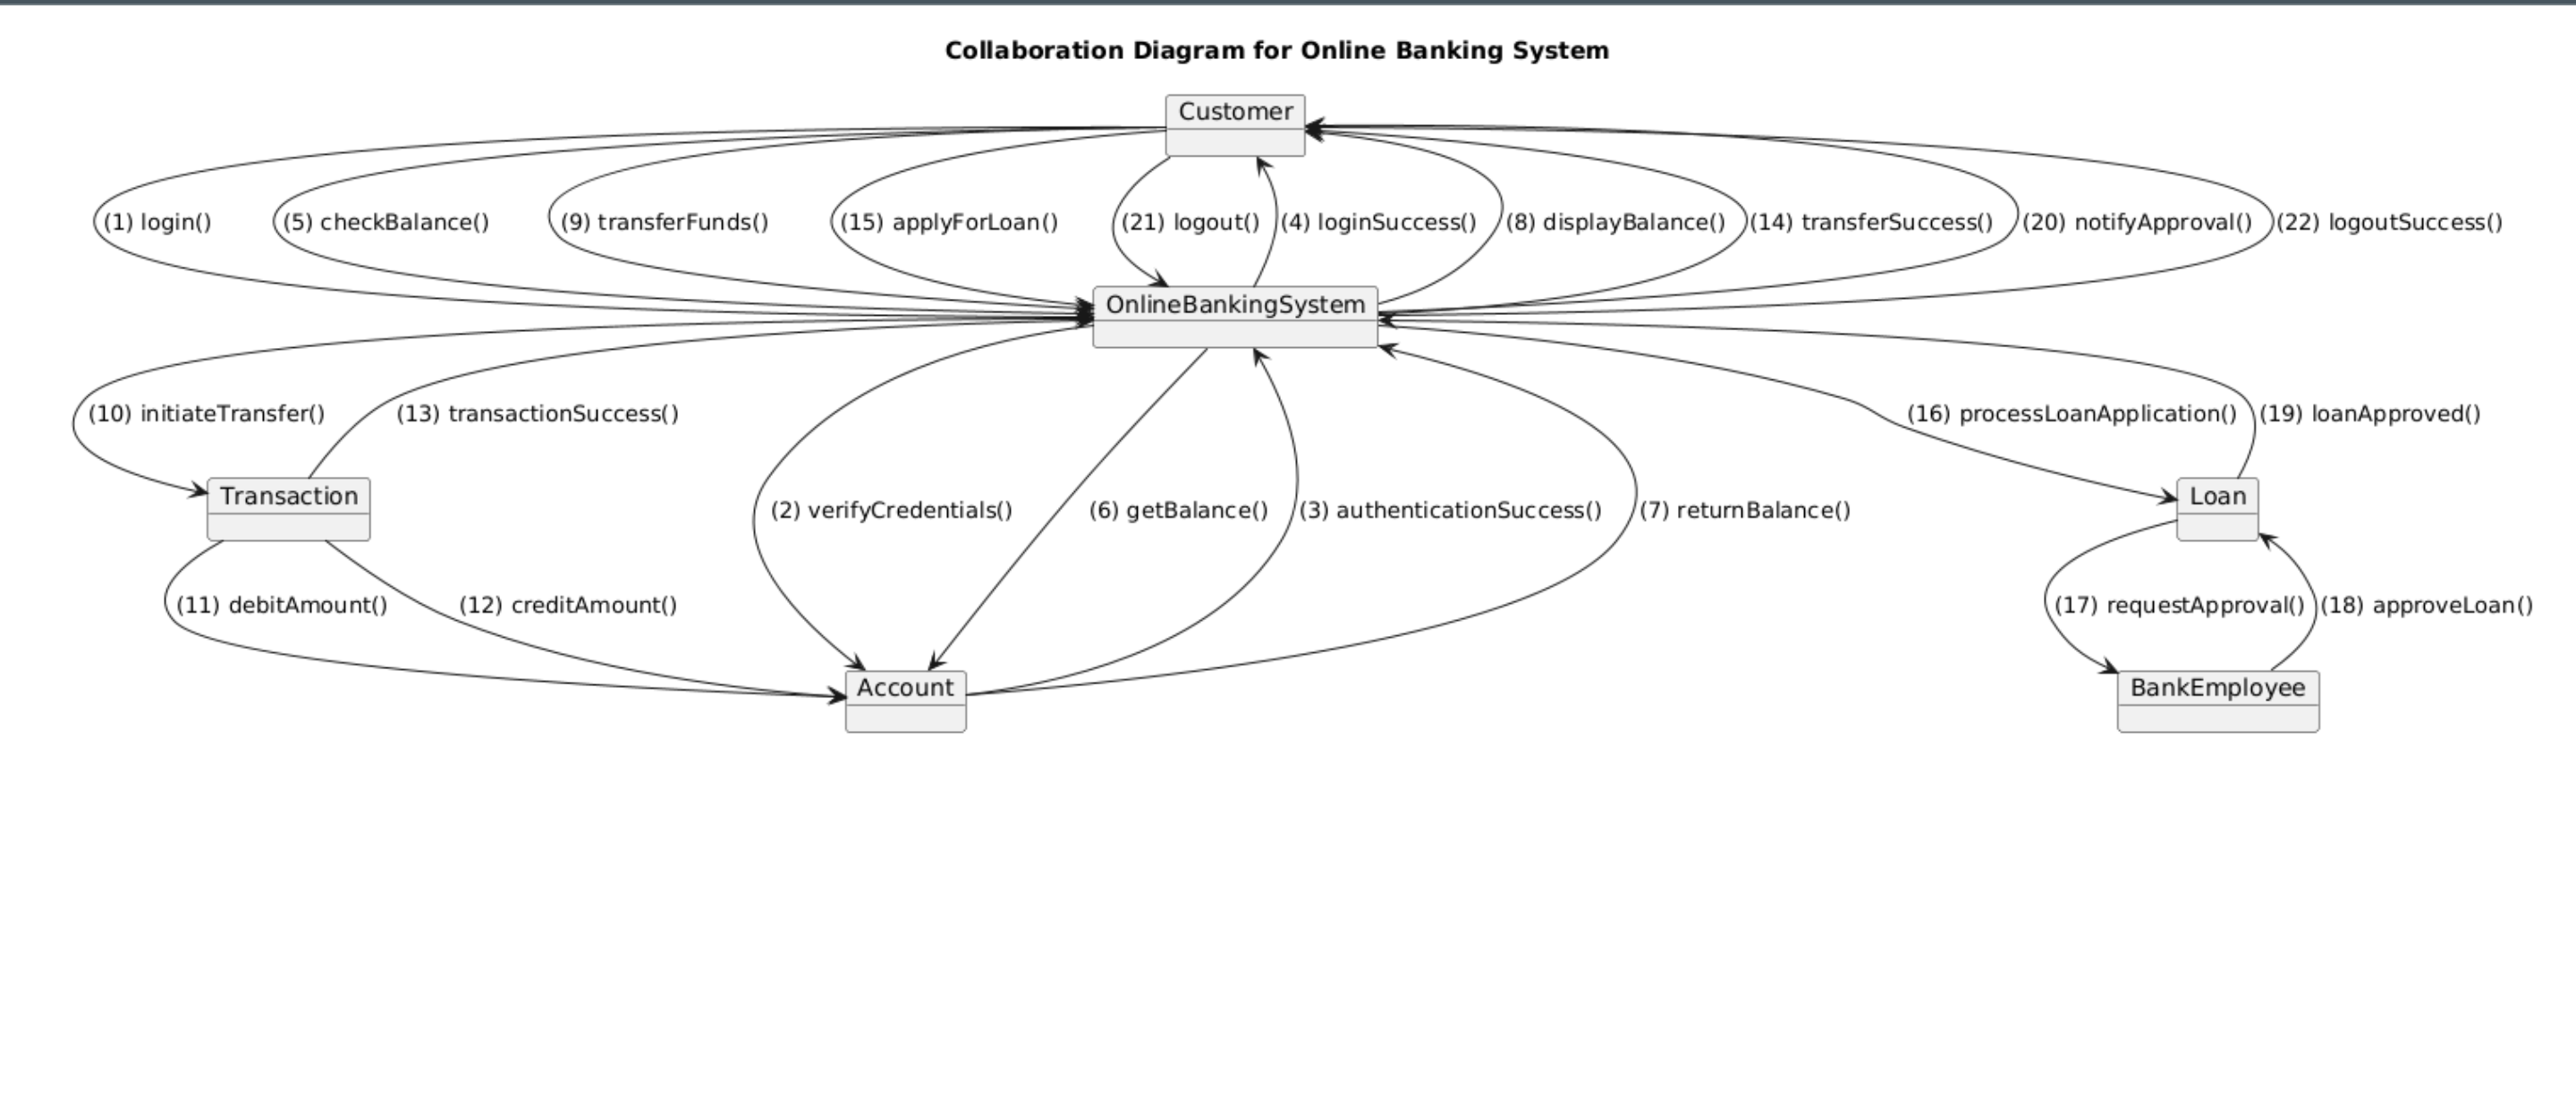 Collaboration Diagram for Online Banking System
Customer
(1) login()
(5) checkBalance()
(9) transferFunds()
(15) applyForLoan()
(21) logout()
(4) loginSuccess()
(8) displayBalance()
(14) transferSuccess()
(20) notifyApproval()
(22) logoutSuccess()
OnlineBankingSystem
(10) initiateTransfer()
(13) transactionSuccess()
(16) processLoanApplication()
(19) loanApproved()
Transaction
(2) verifyCredentials()
(6) getBalance()
(3) authenticationSuccess()
(7) returnBalance()
Loan
(11) debitAmount()
(12) creditAmount()
(17) requestApproval()
(18) approveLoan()
Account
BankEmployee